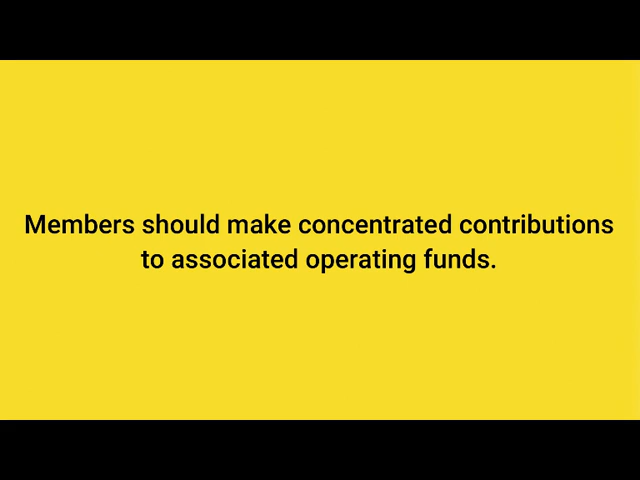 Members should make concentrated contributions
to associated operating funds.